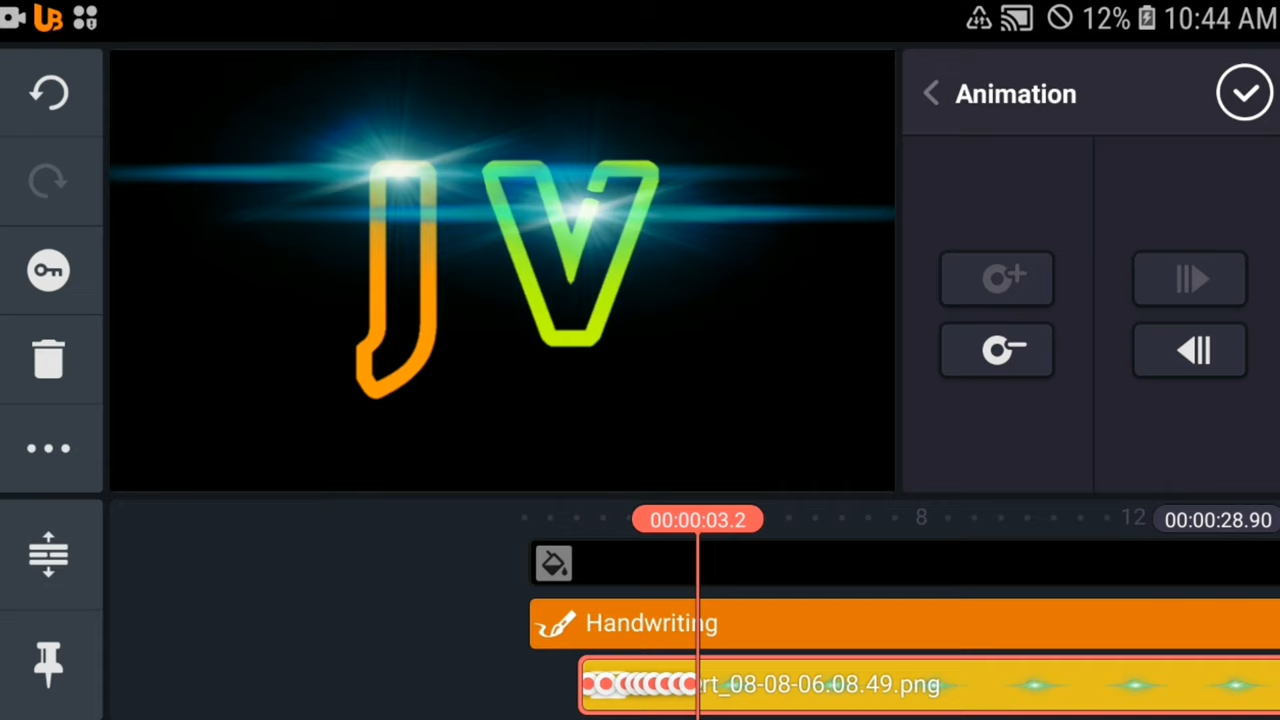 UB
12% 10:44 AM
Animation
JV
8
12
00:00:03.2
00:00:28.90
Handwriting
rt_08-08-06.08.49.png